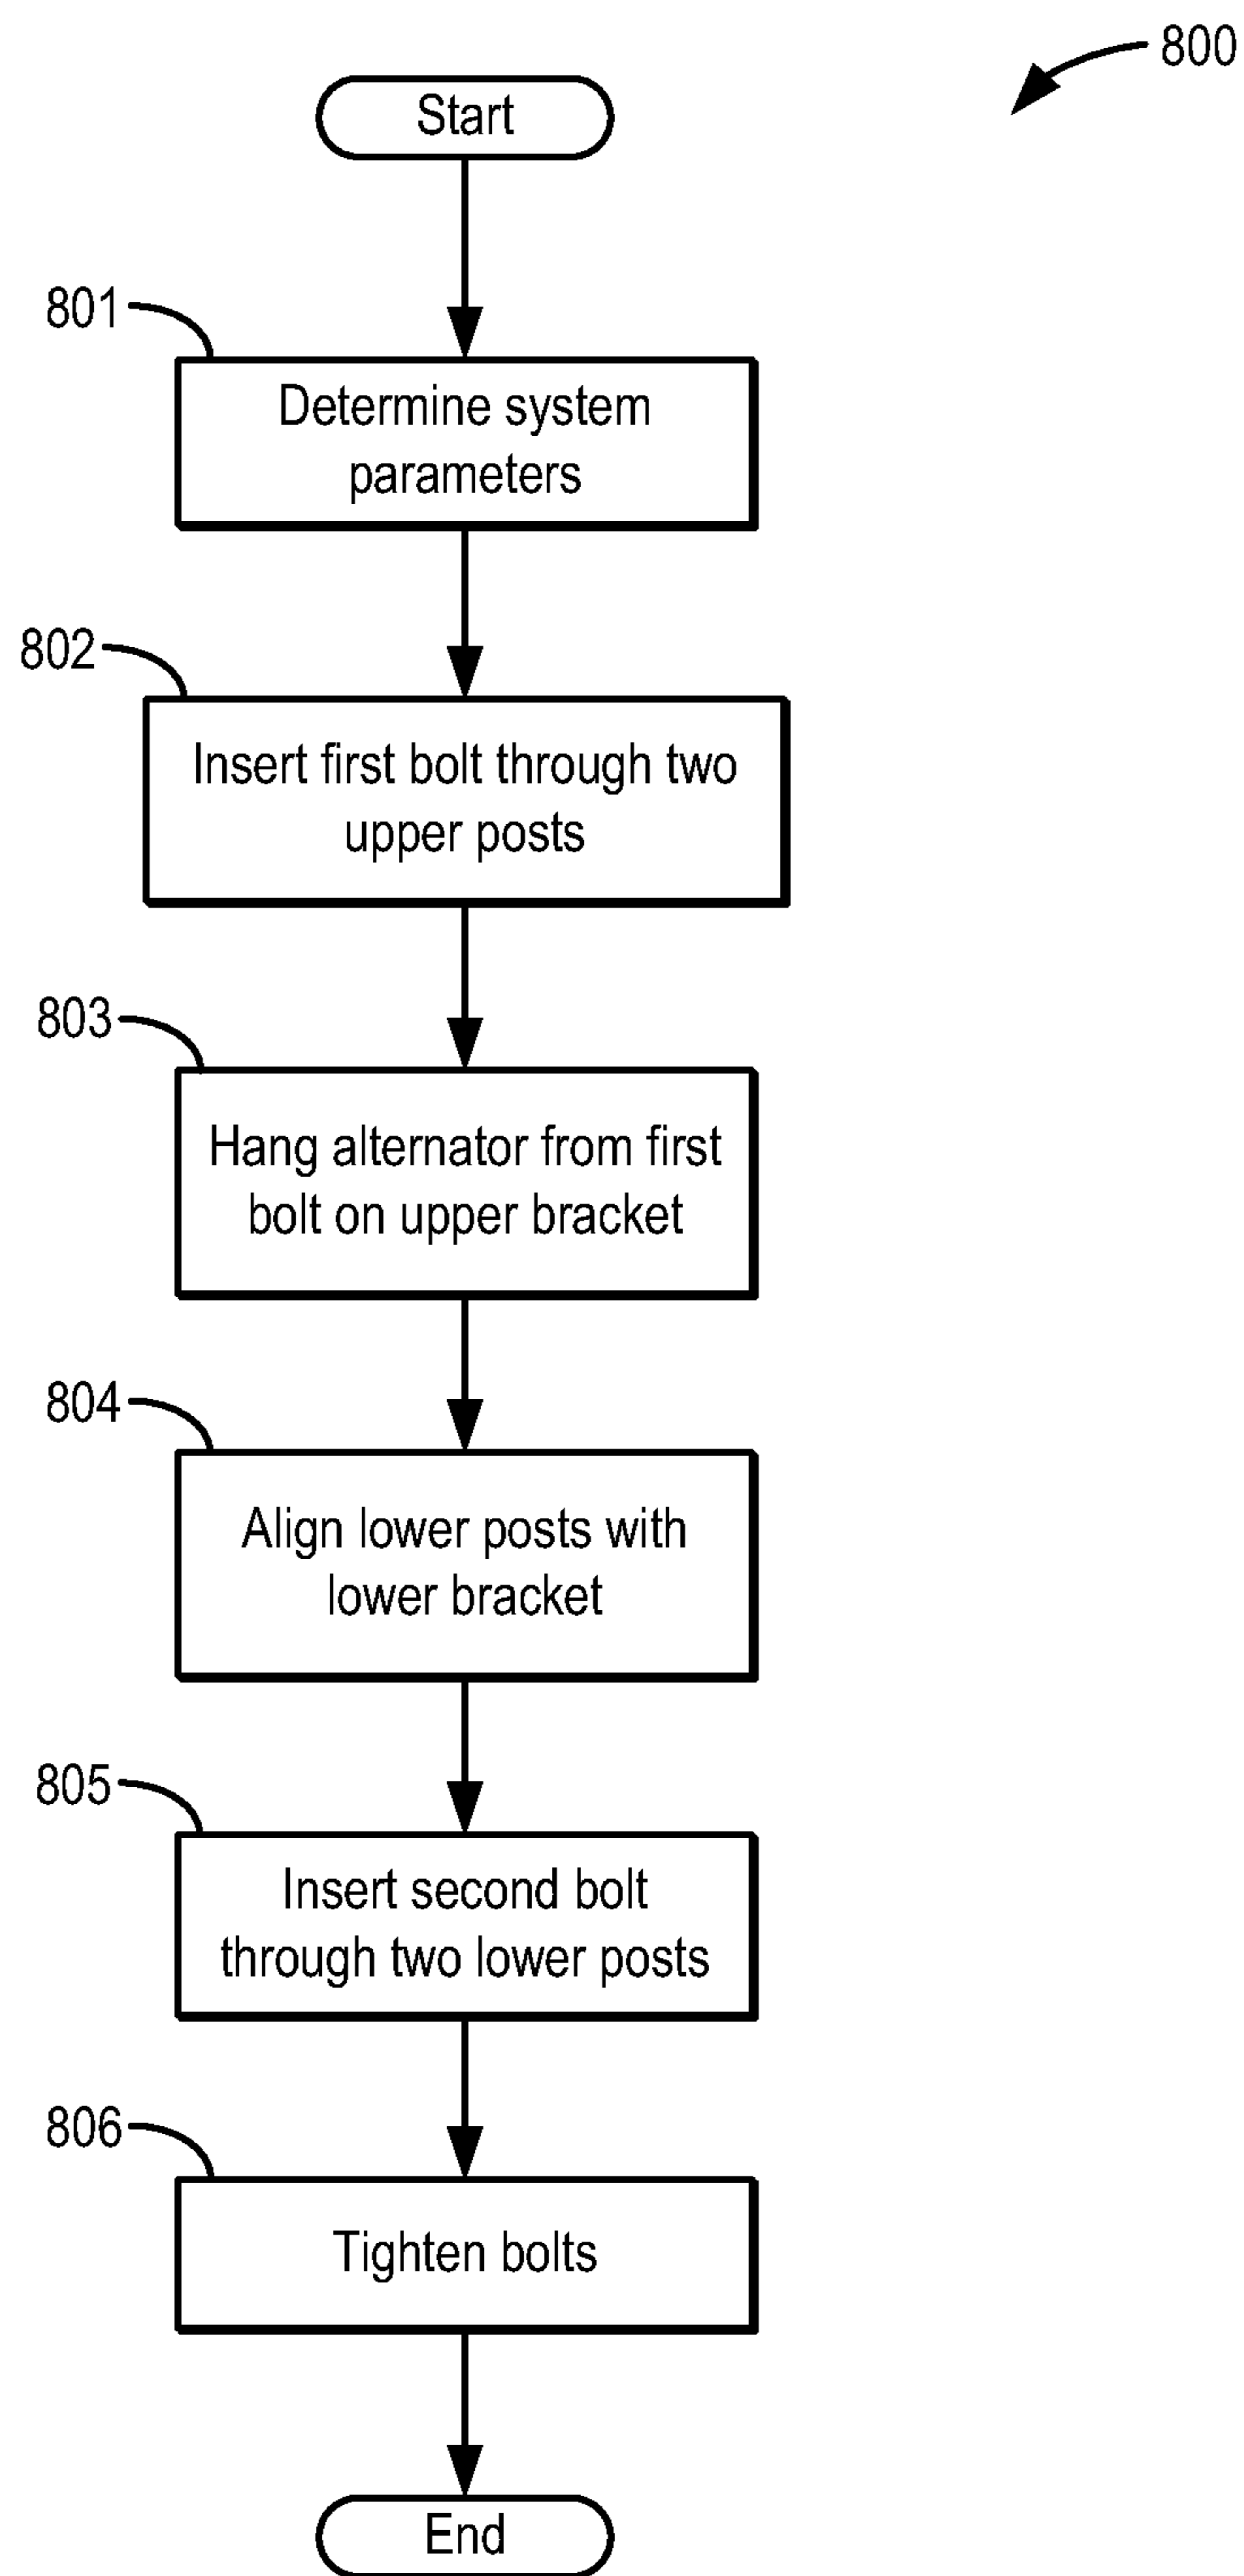 800
Start
801
Determine system
parameters
802
Insert first bolt through two
upper posts
803
Hang alternator from first
bolt on upper bracket
804
Align lower posts with
lower bracket
805
Insert second bolt
through two lower posts
806
Tighten bolts
End